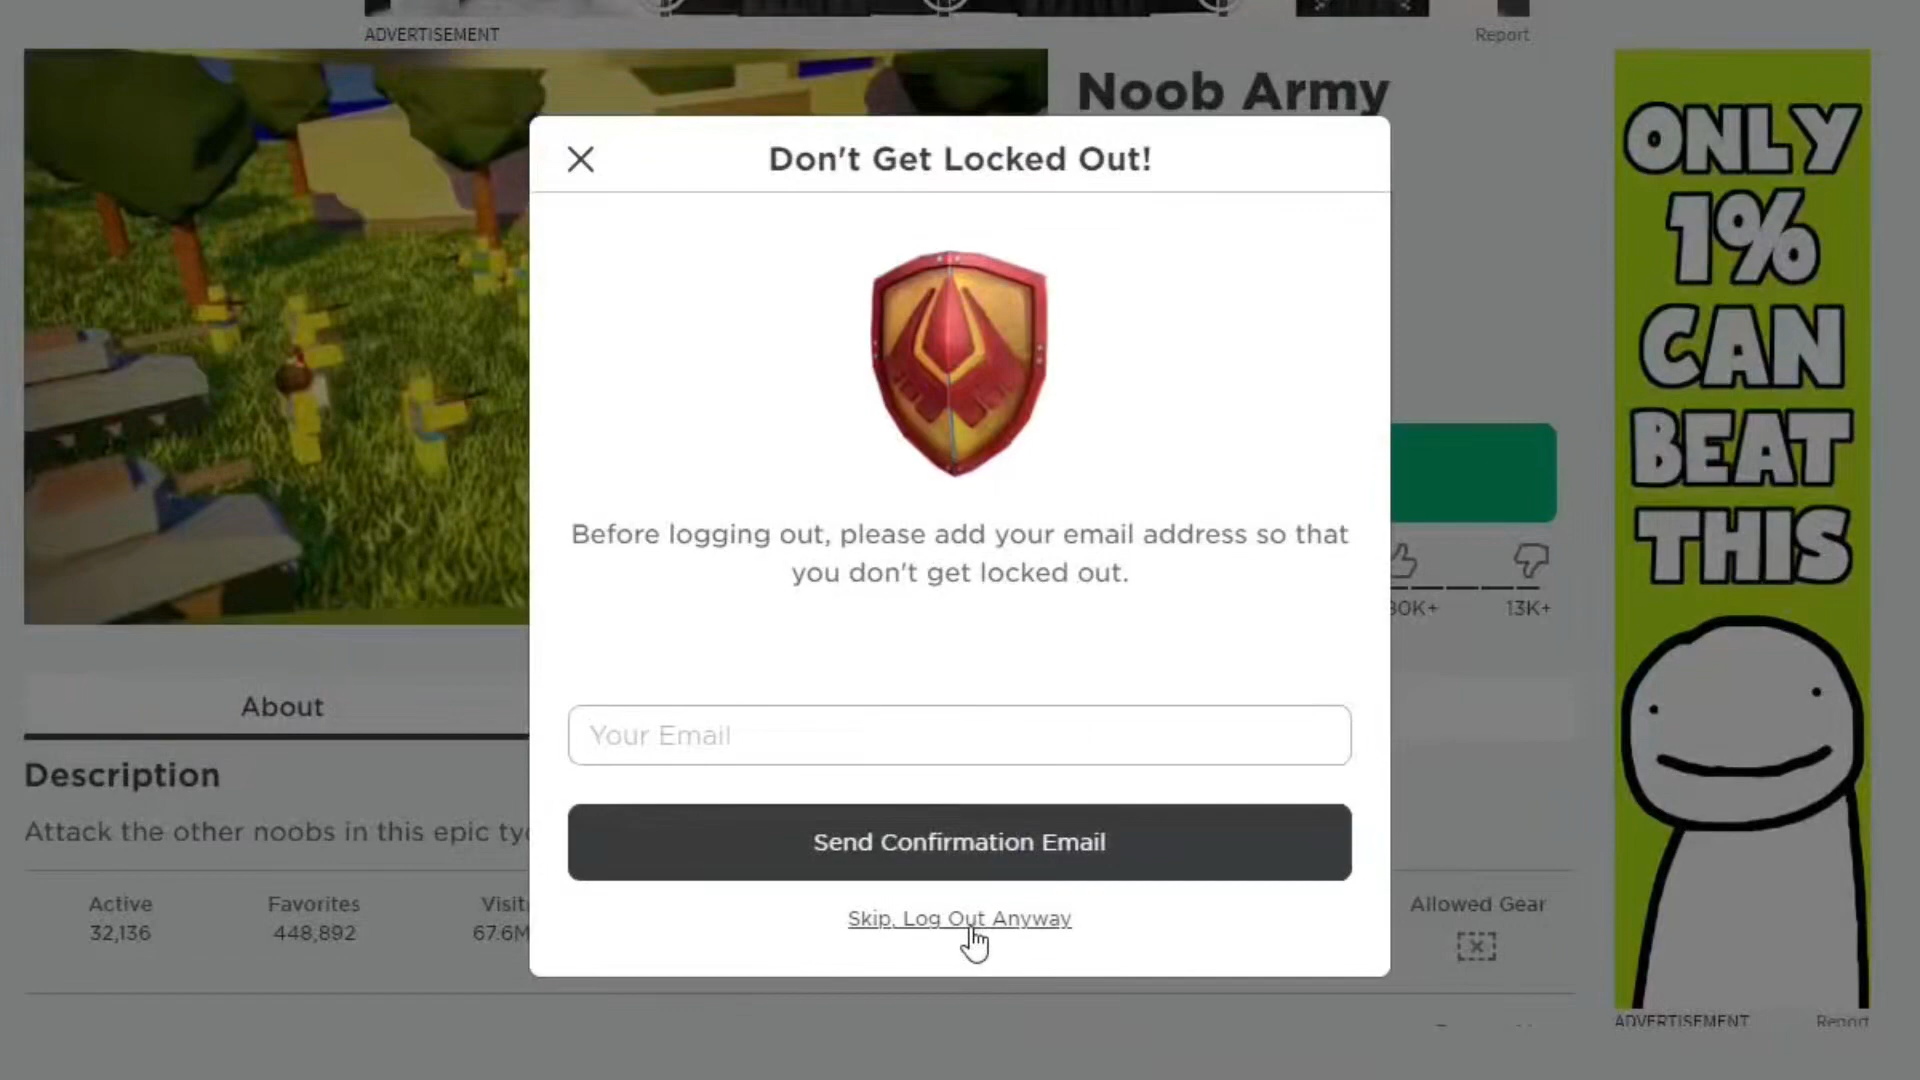 ADVERTISEMENT
Report
Noob Army
Don't Get Locked Out!
Before logging out, please add your email address so that
you don't get locked out.
Your Email
Send Confirmation Email
Skip, Log Out Anyway
13K+
About
Description
Attack the other noobs in this epic
Active
32,136
Favorites
448,892
67.6M
Allowed Gear
ONLY
1%
CAN
BEAT
THIS
ADVERTISEMENT
Report